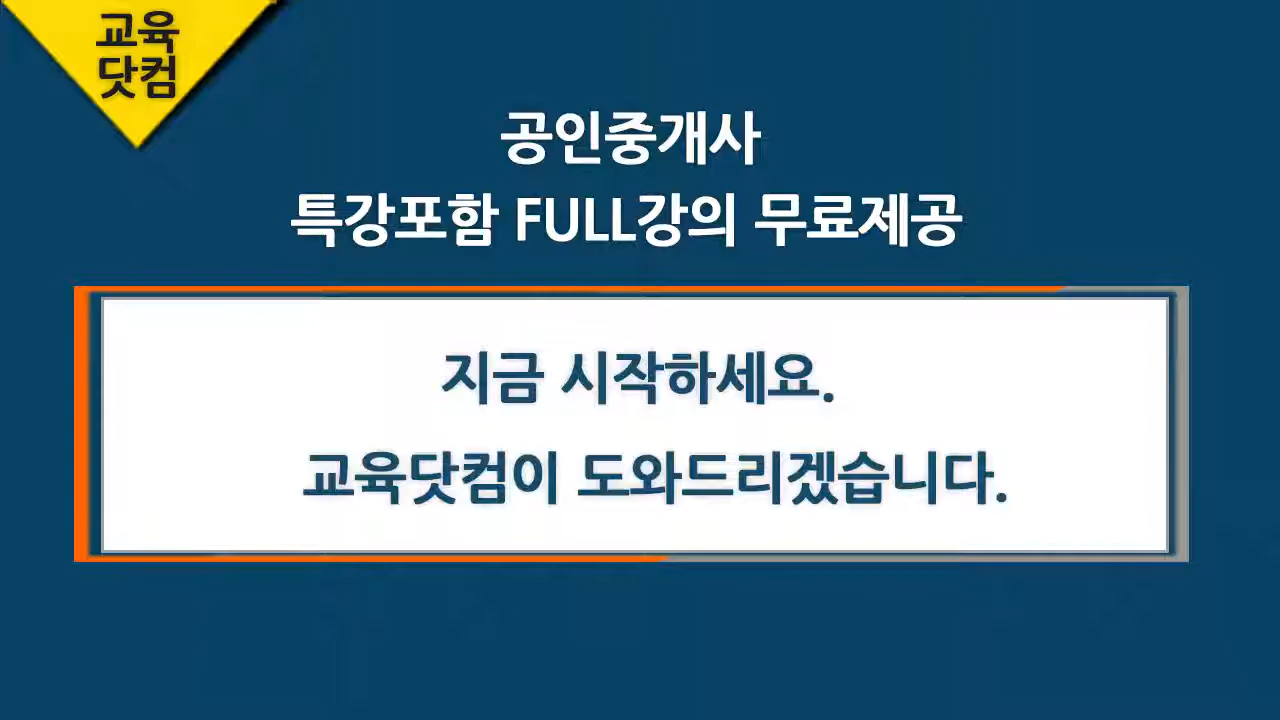 교육
닷컴
공인중개사
특강포함 FULL강의 무료제공
지금 시작하세요.
교육닷컴이 도와드리겠습니다.